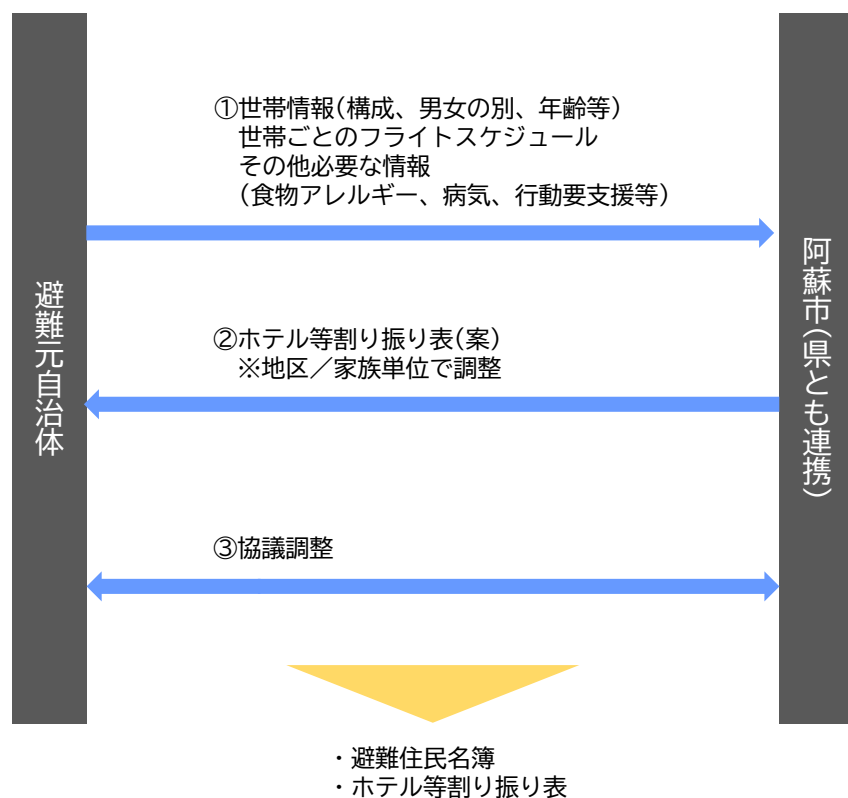 ①世帯情報(構成、男女の別、年齢等)
世帯ごとのフライトスケジュール
その他必要な情報
(食物アレルギー、病気、行動要支援等)
避難元自治体
阿蘇市(県とも連携)
②ホテル等割り振り表(案)
※地区／家族単位で調整
③協議調整
・避難住民名簿
・ホテル等割り振り表